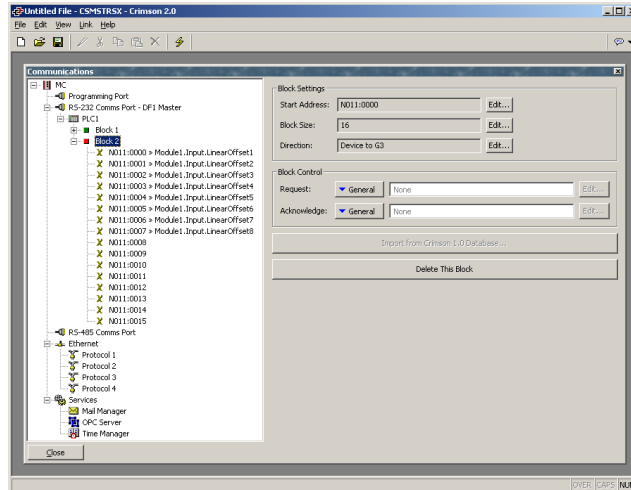 Untitled File - CSMSTRSX - Crimson 2.0
File Edit View Link Help
Communications
MC
Programming Port
RS-232 Comms Port - DF1 Master
PLC1
Block 1
Block 2
N011:0000 » Module1.Input.LinearOffset1
N011:0001 » Module1.Input.LinearOffset2
N011:0002 » Module1.Input.LinearOffset3
N011:0003 » Module1.Input.LinearOffset4
N011:0004 » Module1.Input.LinearOffset5
N011:0005 » Module1.Input.LinearOffset6
N011:0006 » Module1.Input.LinearOffset7
N011:0007 » Module1.Input.LinearOffset8
N011:0008
N011:0009
N011:0010
N011:0011
N011:0012
N011:0013
N011:0014
N011:0015
RS-485 Comms Port
Ethernet
Protocol 1
Protocol 2
Protocol 3
Protocol 4
Services
Mail Manager
OPC Server
Time Manager
Close
Block Settings
Start Address: N011:0000 Edit...
Block Size: 16 Edit...
Direction: Device to G3 Edit...
Block Control
Request: General None Edit...
Acknowledge: General None Edit...
Import from Crimson 1.0 Database...
Delete This Block
OVER CAPS NUM